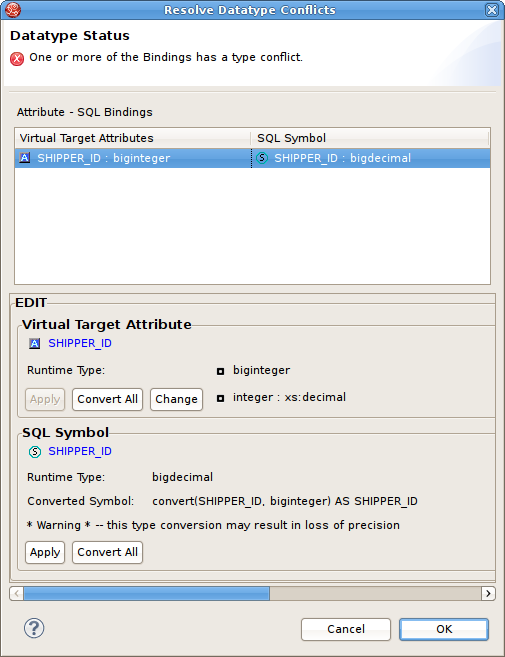 Resolve Datatype Conflicts
Datatype Status
One or more of the Bindings has a type conflict.
Attribute - SQL Bindings
Virtual Target Attributes SQL Symbol
A SHIPPER_ID : biginteger S SHIPPER_ID : bigdecimal
EDIT
Virtual Target Attribute
A SHIPPER_ID
Runtime Type: biginteger
Apply Convert All Change integer : xs:decimal
SQL Symbol
S SHIPPER_ID
Runtime Type: bigdecimal
Converted Symbol: convert(SHIPPER_ID, biginteger) AS SHIPPER_ID
* Warning * -- this type conversion may result in loss of precision
Apply Convert All
? Cancel OK